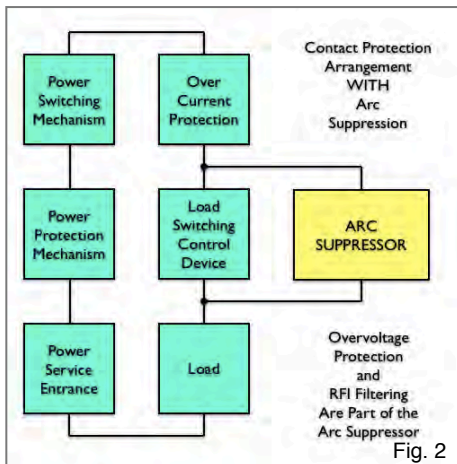 Power
Switching
Mechanism
Over
Current
Protection
Contact Protection
Arrangement
WITH
Arc
Suppression
Power
Protection
Mechanism
Load
Switching
Control
Device
ARC
SUPPRESSOR
Power
Service
Entrance
Load
Overvoltage
Protection
and
RFI Filtering
Are Part of the
Arc Suppressor
Fig. 2